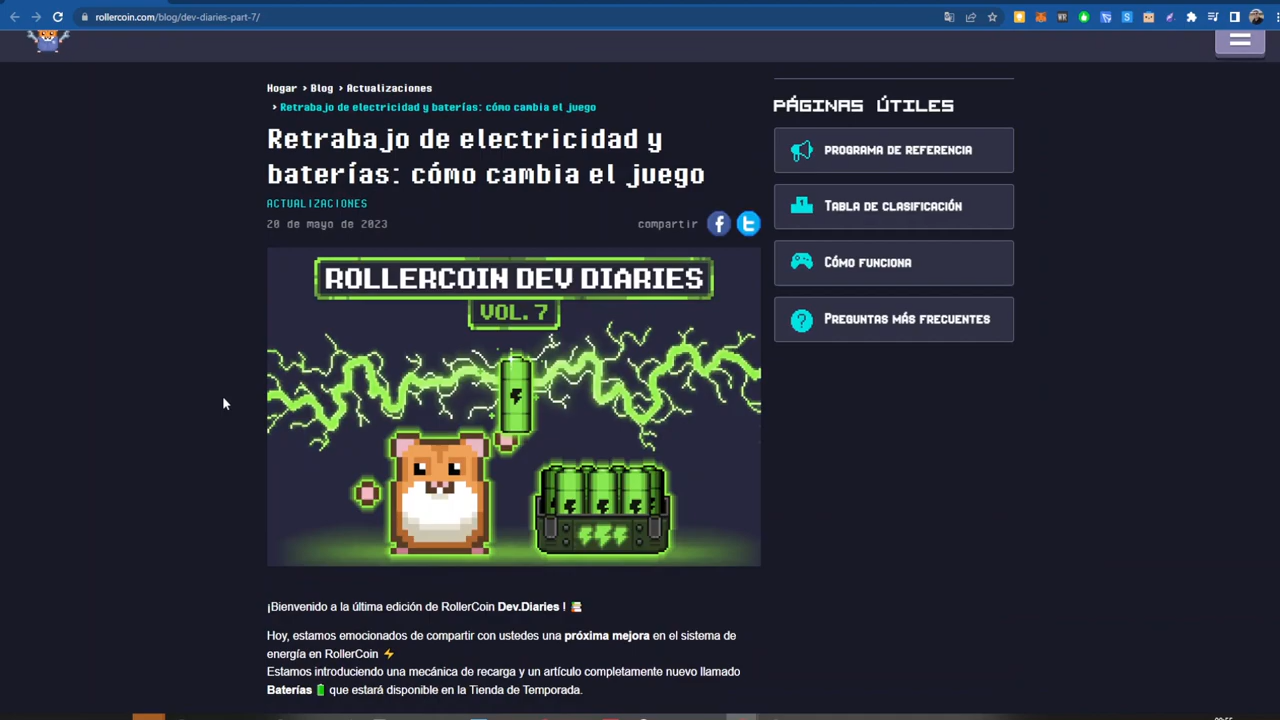 rollercoin.com/blog/dev-diaries-part-7/
Hogar > Blog > Actualizaciones
> Retrabajo de electricidad y baterías: cómo cambia el juego
Retrabajo de electricidad y
baterías: cómo cambia el juego
ACTUALIZACIONES
20 de mayo de 2023
compartir
ROLLERCOIN DEV DIARIES
VOL. 7
¡Bienvenido a la última edición de RollerCoin Dev.Diaries !
Hoy, estamos emocionados de compartir con ustedes una próxima mejora en el sistema de
energía en RollerCoin ⚡
Estamos introduciendo una mecánica de recarga y un artículo completamente nuevo llamado
Baterías 🔋 que estará disponible en la Tienda de Temporada.
PÁGINAS ÚTILES
PROGRAMA DE REFERENCIA
TABLA DE CLASIFICACIÓN
CÓMO FUNCIONA
PREGUNTAS MÁS FRECUENTES